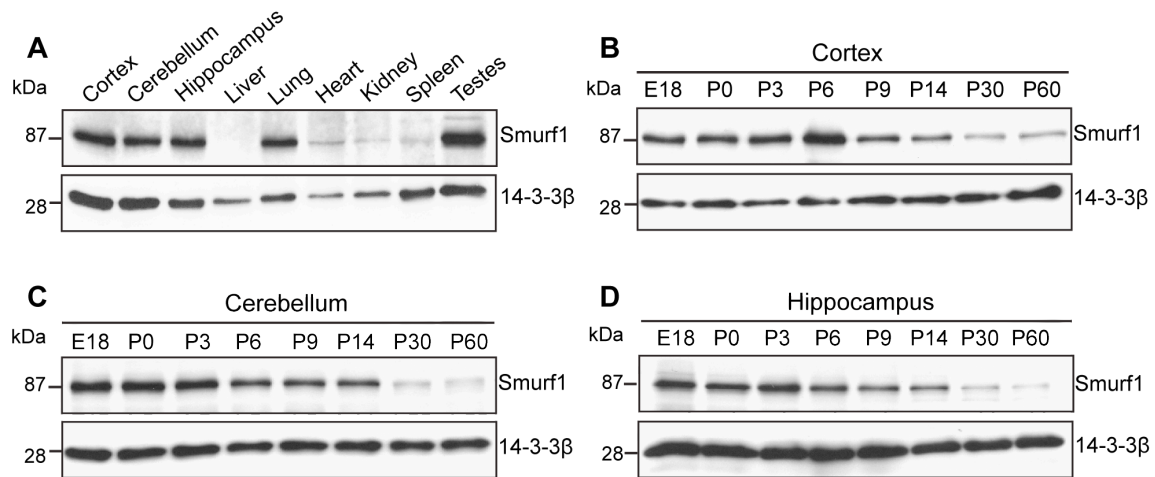 A
kDa
Cortex Cerebellum Hippocampus Liver Lung Heart Kidney Spleen Testes
87 Smurf1
28 14-3-3β
B
Cortex
kDa E18 P0 P3 P6 P9 P14 P30 P60
87 Smurf1
28 14-3-3β
C
Cerebellum
kDa E18 P0 P3 P6 P9 P14 P30 P60
87 Smurf1
28 14-3-3β
D
Hippocampus
kDa E18 P0 P3 P6 P9 P14 P30 P60
87 Smurf1
28 14-3-3β